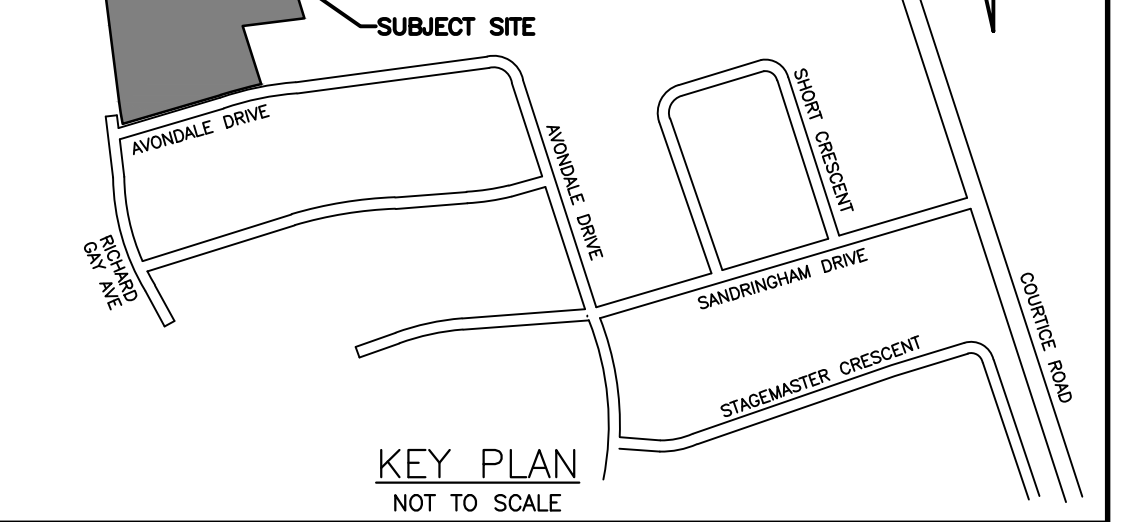 SUBJECT SITE
AVONDALE DRIVE
AVONDALE DRIVE
SHORT CRESCENT
RICHARD
GAY AVE
SANDRINGHAM DRIVE
COURTICE ROAD
STAGEMASTER CRESCENT
KEY PLAN
NOT TO SCALE